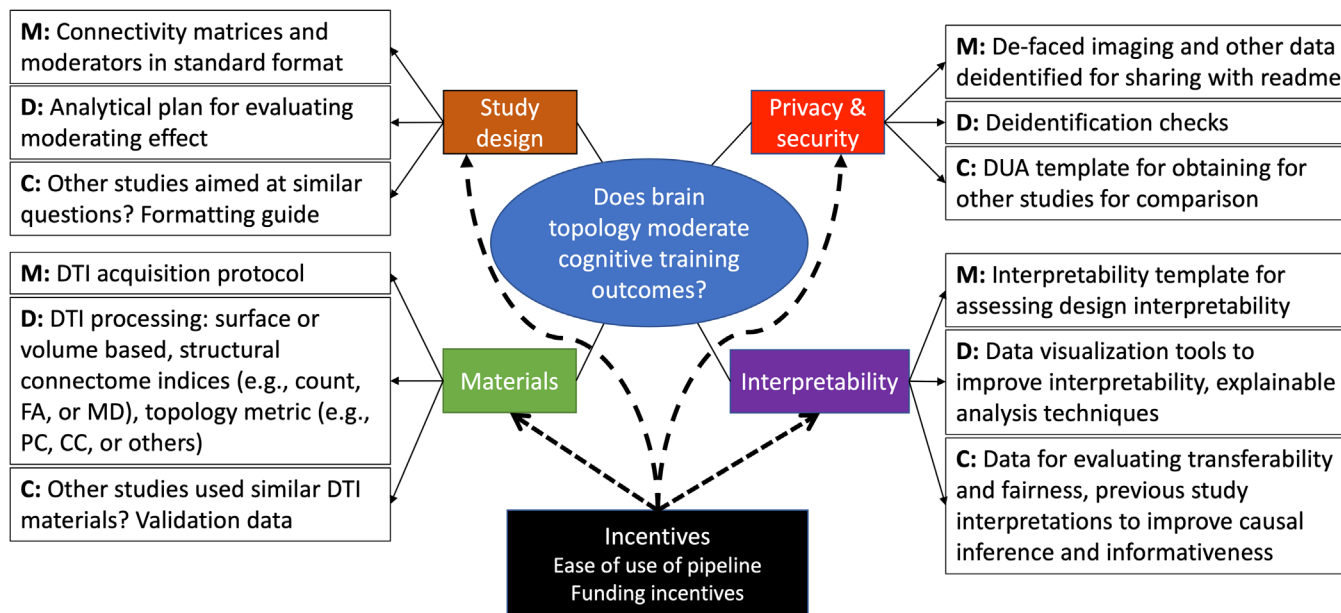 M: Connectivity matrices and
moderators in standard format
D: Analytical plan for evaluating
moderating effect
C: Other studies aimed at similar
questions? Formatting guide
Study
design
Privacy &
security
M: De-faced imaging and other data
deidentified for sharing with readme
D: Deidentification checks
C: DUA template for obtaining for
other studies for comparison
Does brain
topology moderate
cognitive training
outcomes?
M: DTI acquisition protocol
D: DTI processing: surface or
volume based, structural
connectome indices (e.g., count,
FA, or MD), topology metric (e.g.,
PC, CC, or others)
C: Other studies used similar DTI
materials? Validation data
Materials
Interpretability
M: Interpretability template for
assessing design interpretability
D: Data visualization tools to
improve interpretability, explainable
analysis techniques
C: Data for evaluating transferability
and fairness, previous study
interpretations to improve causal
inference and informativeness
Incentives
Ease of use of pipeline
Funding incentives